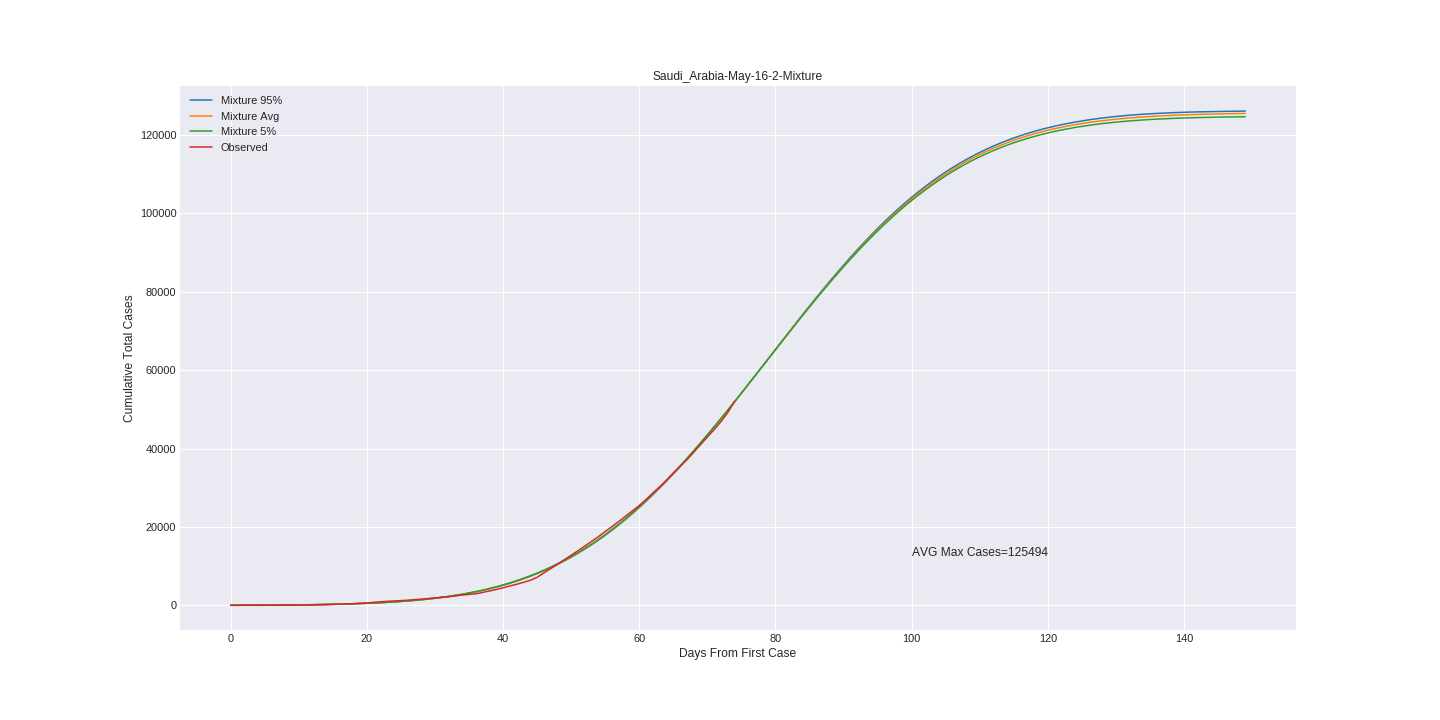 Saudi_Arabia-May-16-2-Mixture
Mixture 95%
Mixture Avg
Mixture 5%
Observed
Cumulative Total Cases
120000
100000
80000
60000
40000
20000
0
AVG Max Cases=125494
0 20 40 60 80 100 120 140
Days From First Case